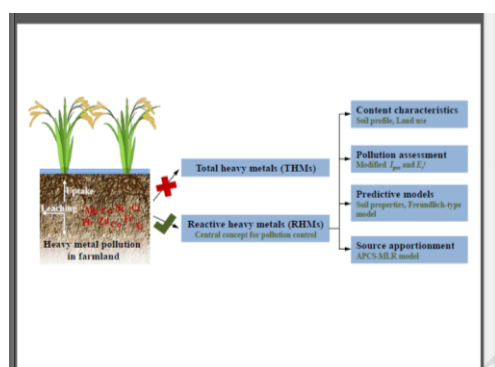 Uptake
Leaching
Heavy metal pollution
in farmland
Total heavy metals (THMs)
Reactive heavy metals (RHMs)
Central concept for pollution control
Content characteristics
Soil profile, Land use
Pollution assessment
Modified I and E
Predictive models
Soil properties, Freundlich-type
model
Source apportionment
APCS-MLR model